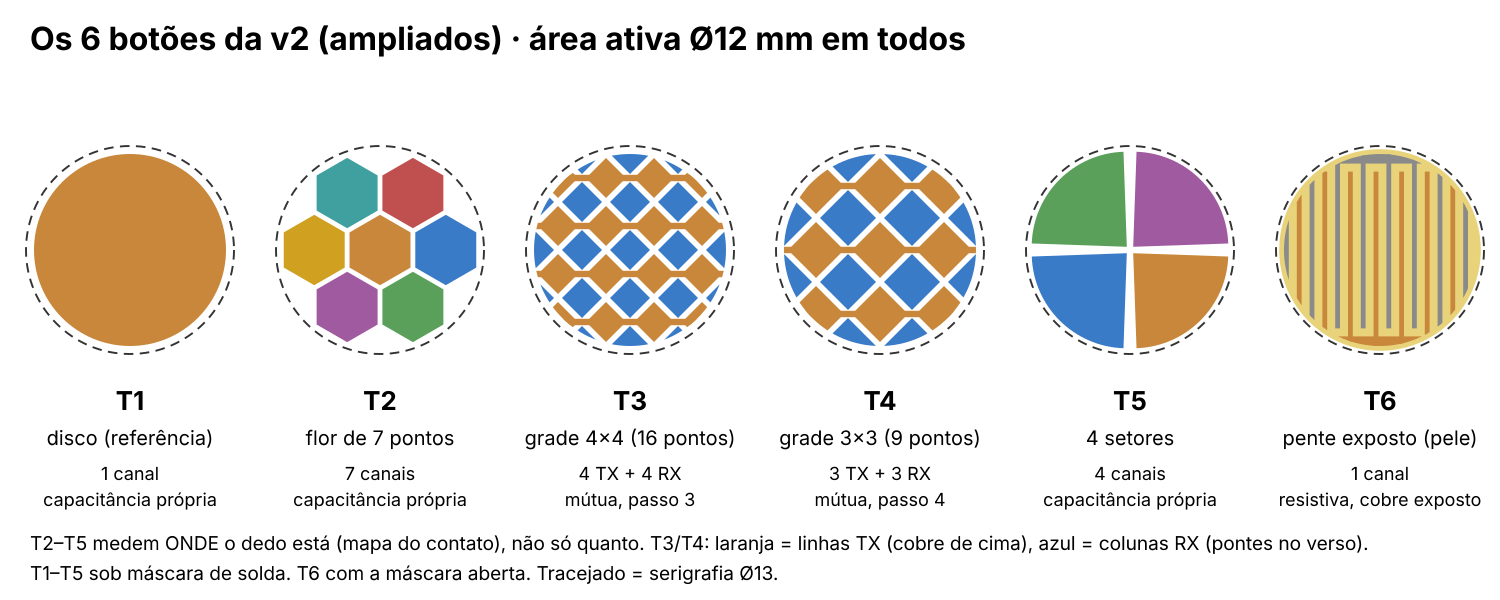 Os 6 botões da v2 (ampliados) · área ativa Ø12 mm em todos
T1
disco (referência)
1 canal
capacitância própria
T2
flor de 7 pontos
7 canais
capacitância própria
T3
grade 4×4 (16 pontos)
4 TX + 4 RX
mútua, passo 3
T4
grade 3×3 (9 pontos)
3 TX + 3 RX
mútua, passo 4
T5
4 setores
4 canais
capacitância própria
T6
pente exposto (pele)
1 canal
resistiva, cobre exposto
T2–T5 medem ONDE o dedo está (mapa do contato), não só quanto. T3/T4: laranja = linhas TX (cobre de cima), azul = colunas RX (pontes no verso).
T1–T5 sob máscara de solda. T6 com a máscara aberta. Tracejado = serigrafia Ø13.